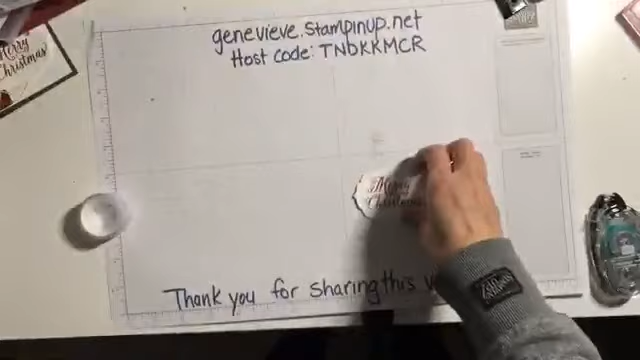 genevieve.stampinup.net
Host Code: TNDKKMCR
Merry
Christmas
Merry
Christmas
Thank you for sharing this